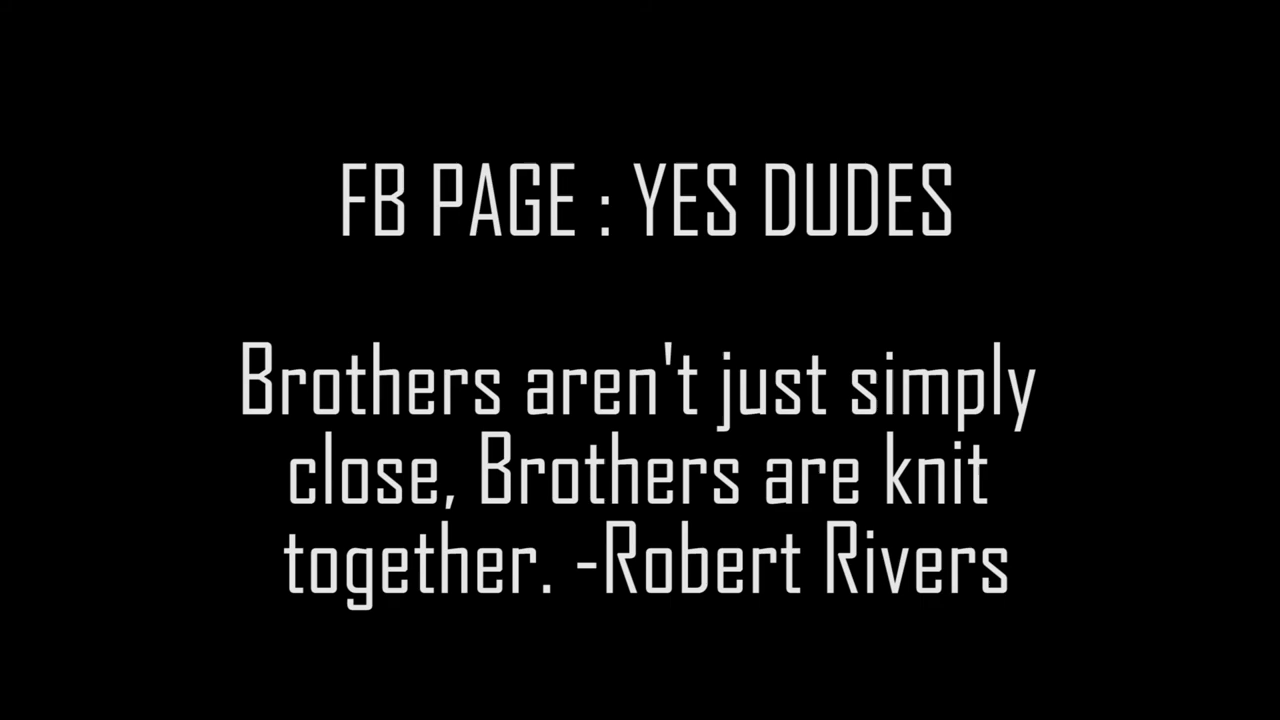 FB PAGE : YES DUDES
Brothers aren't just simply
close, Brothers are knit
together. -Robert Rivers